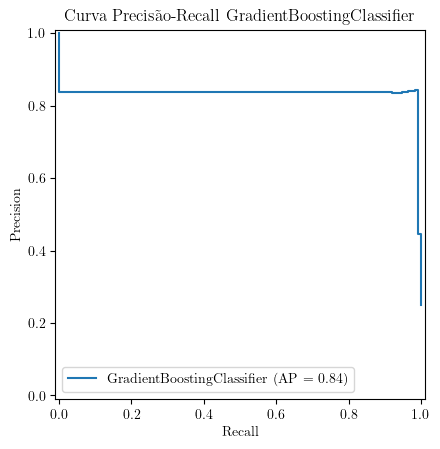 Curva Precisão-Recall GradientBoostingClassifier
1.0
0.8
0.6
0.4
0.2
0.0
Precision
GradientBoostingClassifier (AP = 0.84)
0.0 0.2 0.4 0.6 0.8 1.0
Recall